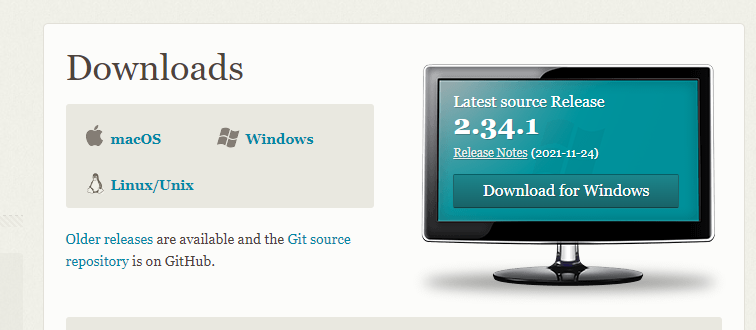 Downloads
macOS
Windows
Linux/Unix
Older releases are available and the Git source
repository is on GitHub.
Latest source Release
2.34.1
Release Notes (2021-11-24)
Download for Windows